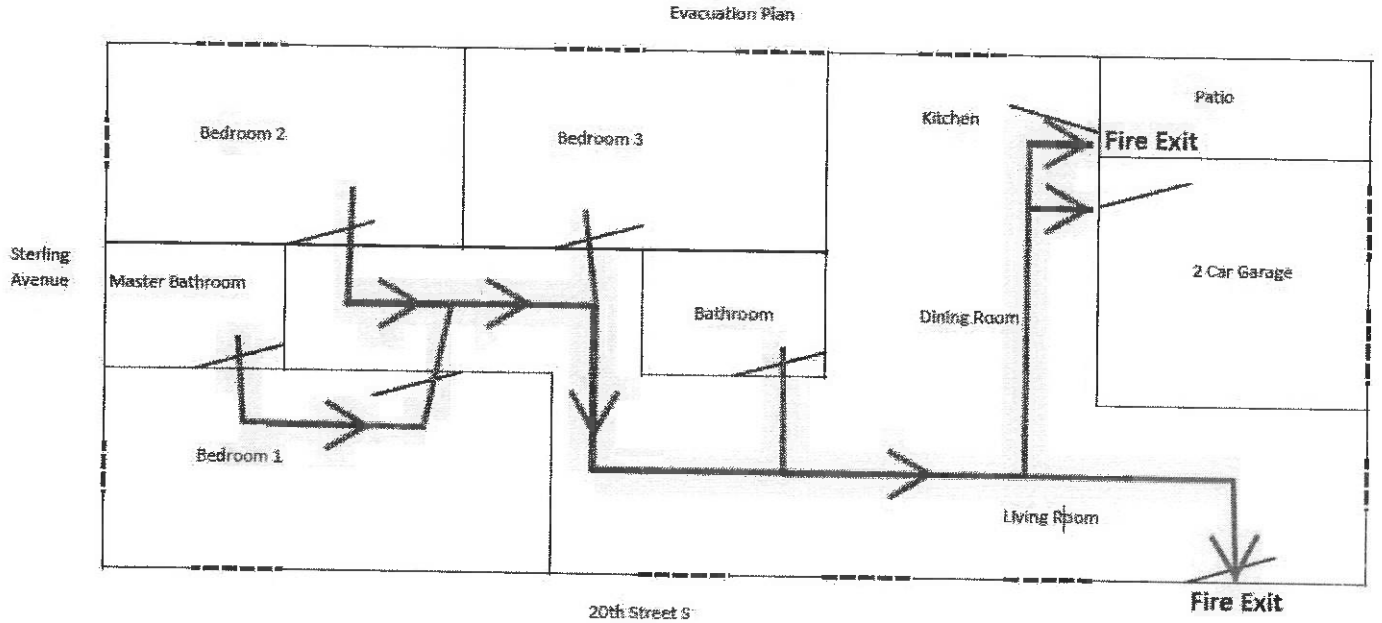 Evacuation Plan
Patio
Kitchen
Bedroom 2
Bedroom 3
Fire Exit
Sterling
Avenue
2 Car Garage
Master Bathroom
Bathroom
Dining Room
Bedroom 1
Living Room
Fire Exit
20th Street S